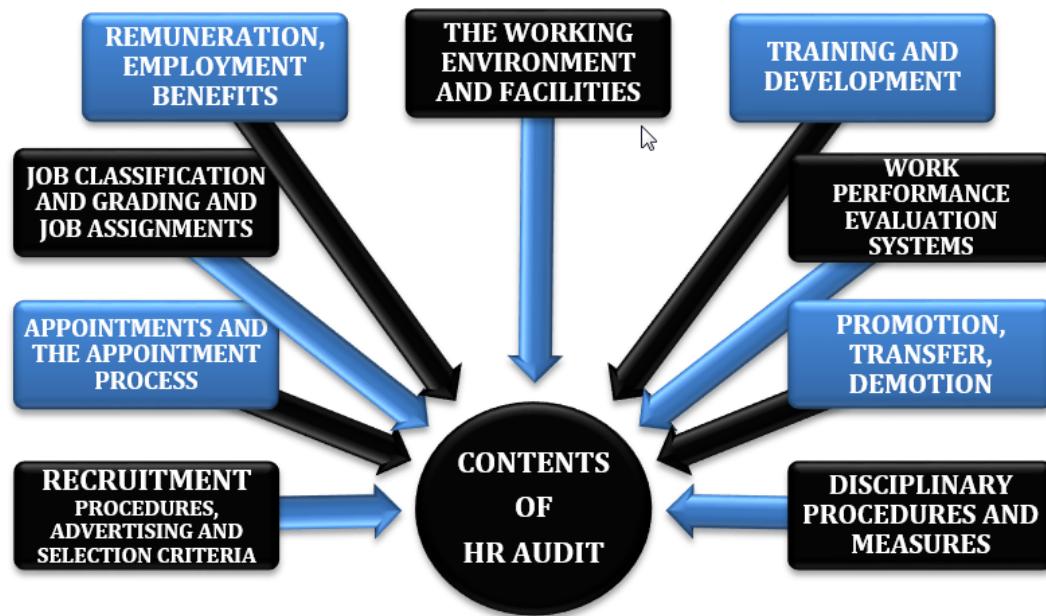 REMUNERATION,
EMPLOYMENT
BENEFITS
THE WORKING
ENVIRONMENT
AND FACILITIES
TRAINING AND
DEVELOPMENT
JOB CLASSIFICATION
AND GRADING AND
JOB ASSIGNMENTS
WORK
PERFORMANCE
EVALUATION
SYSTEMS
APPOINTMENTS AND
THE APPOINTMENT
PROCESS
PROMOTION,
TRANSFER,
DEMOTION
RECRUITMENT
PROCEDURES,
ADVERTISING AND
SELECTION CRITERIA
CONTENTS
OF
HR AUDIT
DISCIPLINARY
PROCEDURES AND
MEASURES